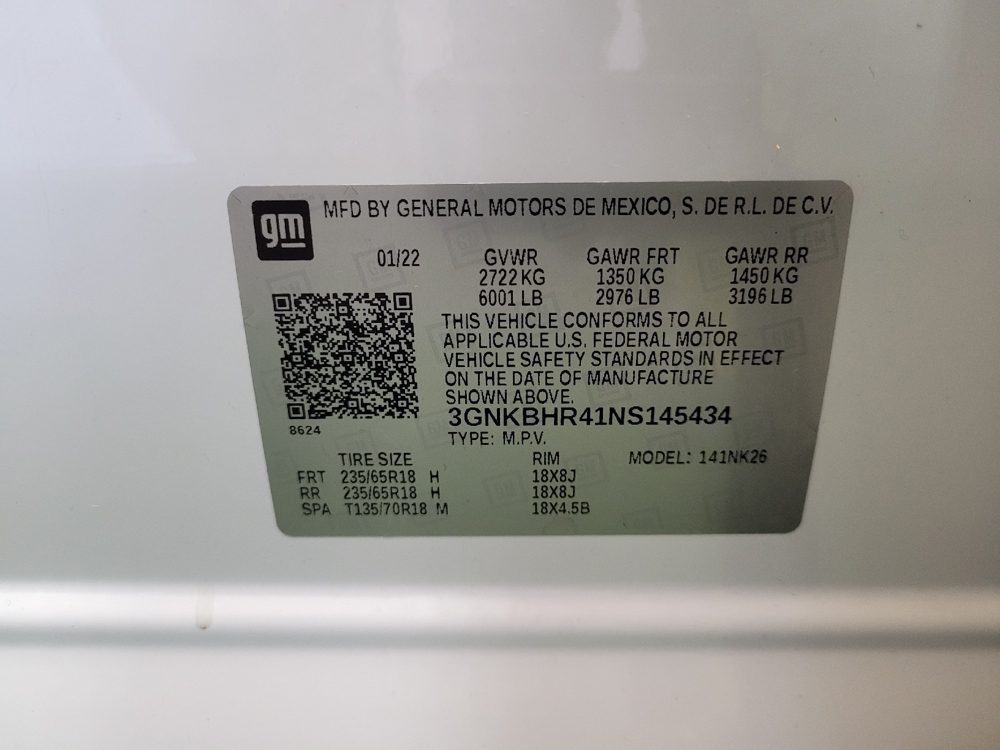 gm
MFD BY GENERAL MOTORS DE MEXICO, S. DE R.L. DE C.V.
01/22 GVWR GAWR FRT GAWR RR
2722 KG 1350 KG 1450 KG
6001 LB 2976 LB 3196 LB
THIS VEHICLE CONFORMS TO ALL
APPLICABLE U.S. FEDERAL MOTOR
VEHICLE SAFETY STANDARDS IN EFFECT
ON THE DATE OF MANUFACTURE
SHOWN ABOVE.
3GNKBHR41NS145434
8624
TYPE: M.P.V.
TIRE SIZE RIM MODEL: 141NK26
FRT 235/65R18 H 18X8J
RR 235/65R18 H 18X8J
SPA T135/70R18 M 18X4.5B